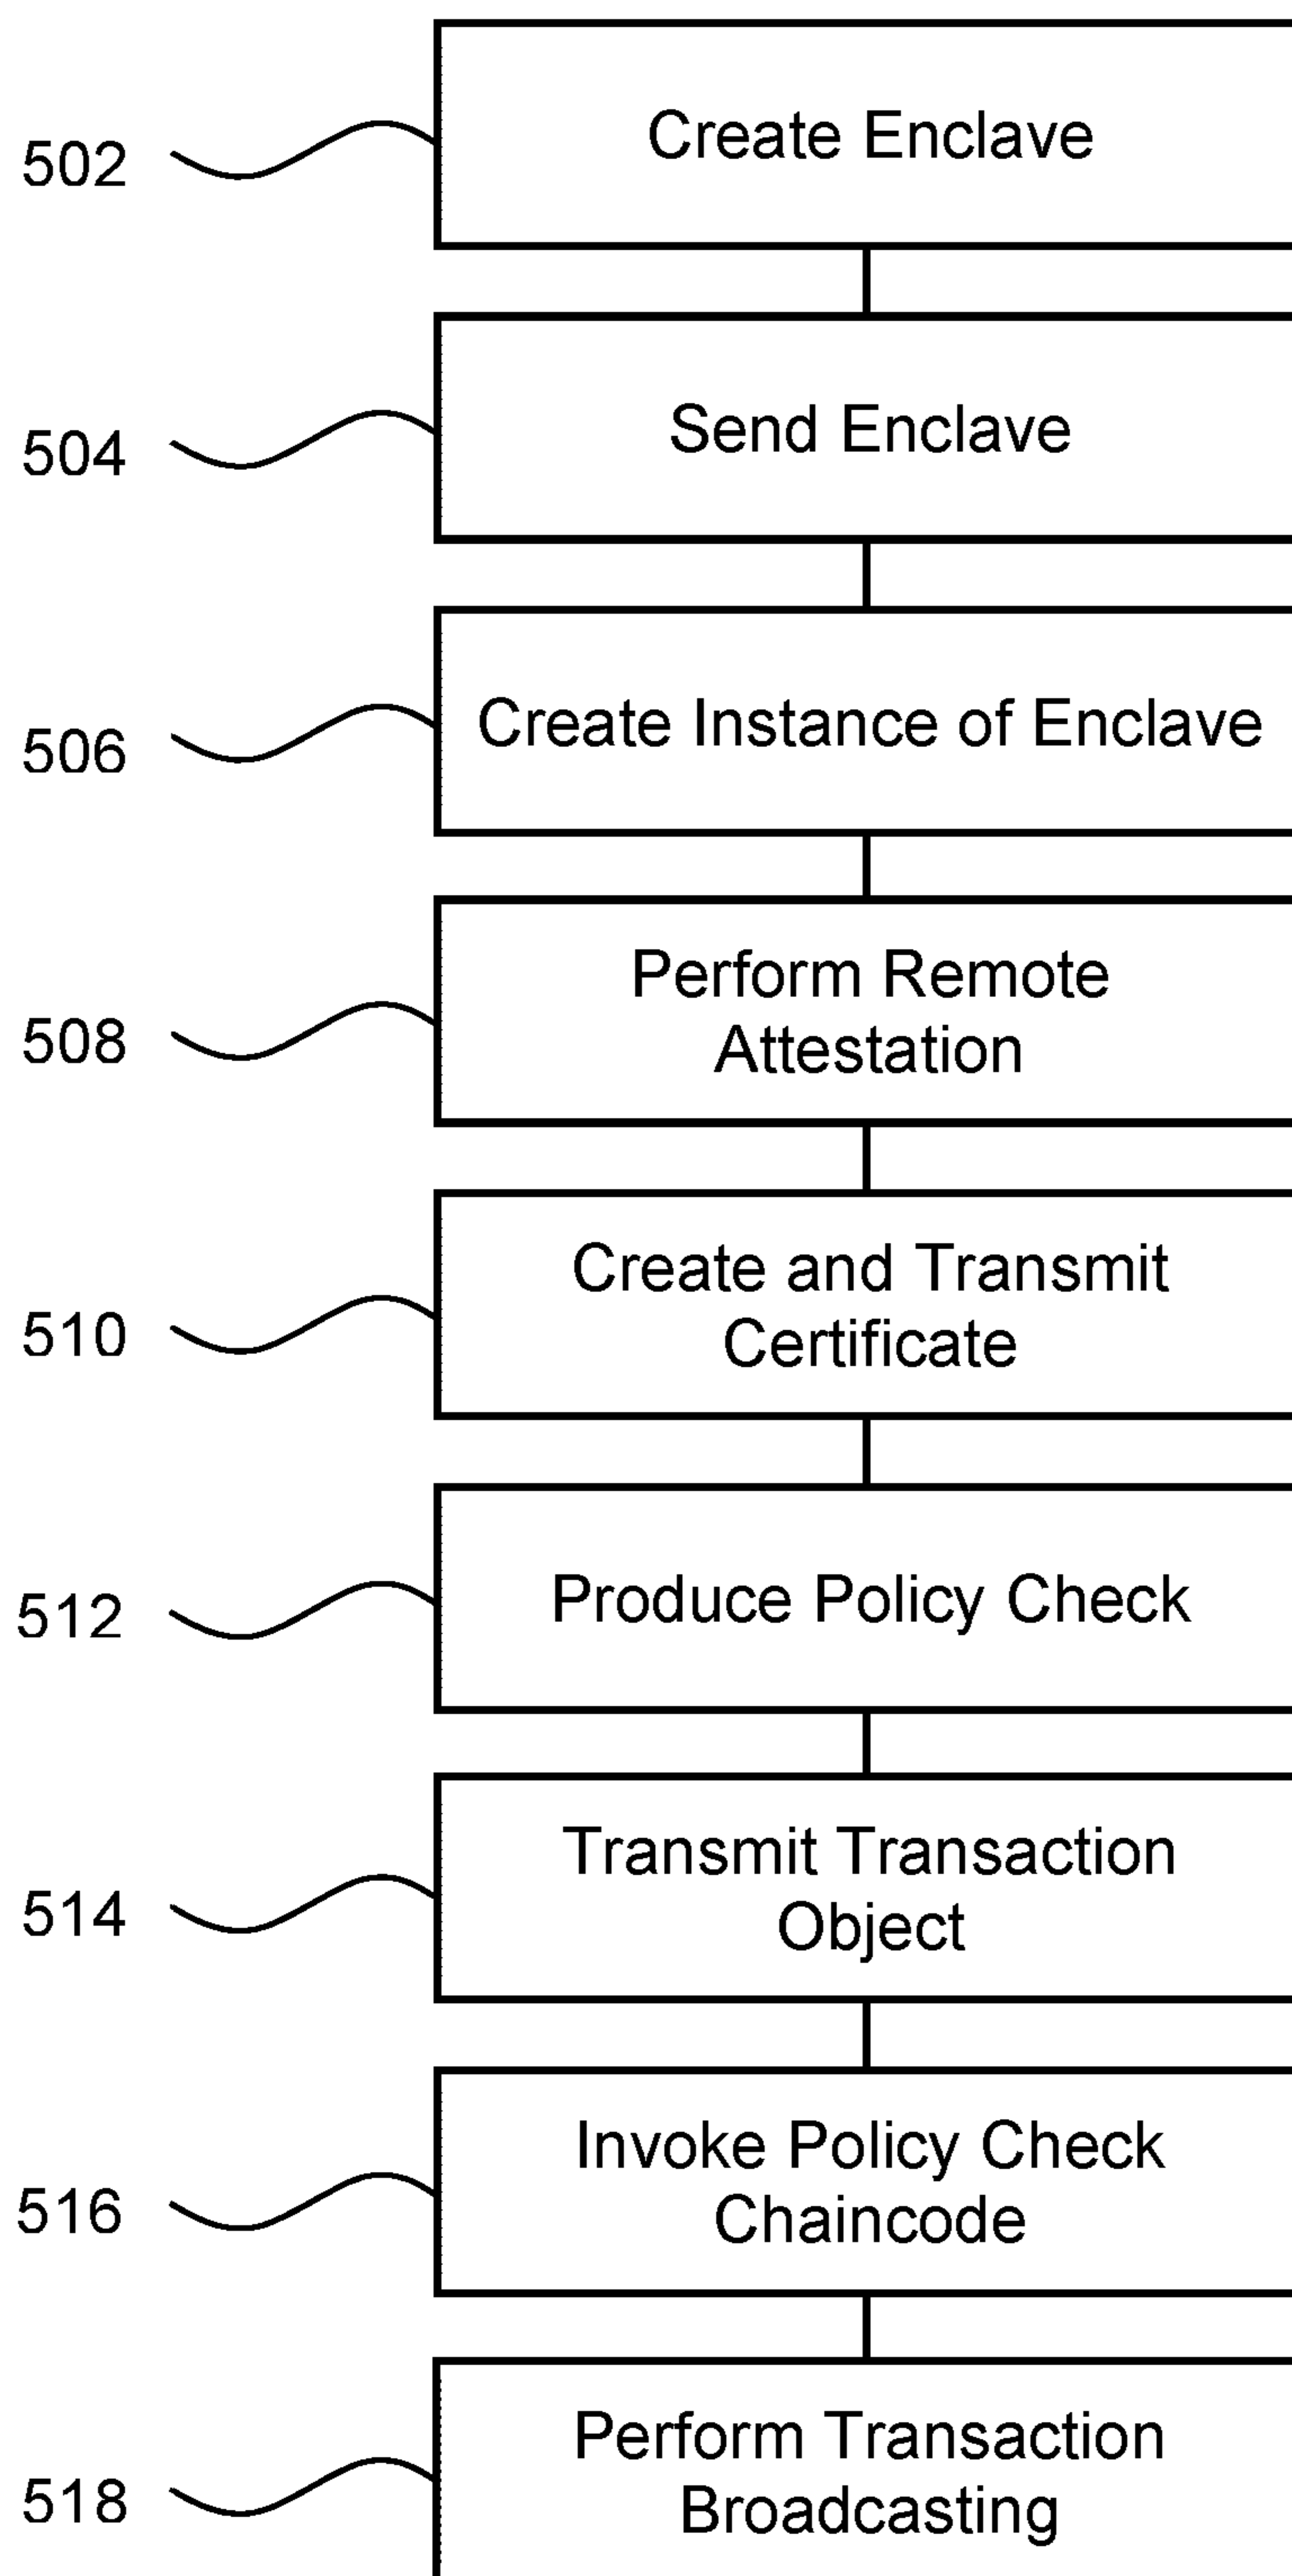 502
Create Enclave
504
Send Enclave
506
Create Instance of Enclave
508
Perform Remote
Attestation
510
Create and Transmit
Certificate
512
Produce Policy Check
514
Transmit Transaction
Object
516
Invoke Policy Check
Chaincode
518
Perform Transaction
Broadcasting